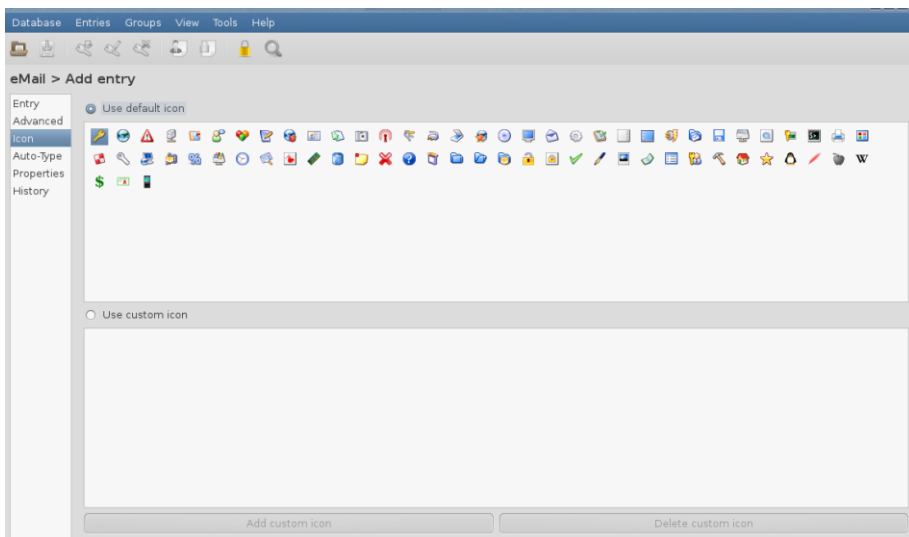 Database Entries Groups View Tools Help
eMail > Add entry
Entry
Advanced
Icon
Auto-Type
Properties
History
Use default icon
W
$
Use custom icon
Add custom icon Delete custom icon